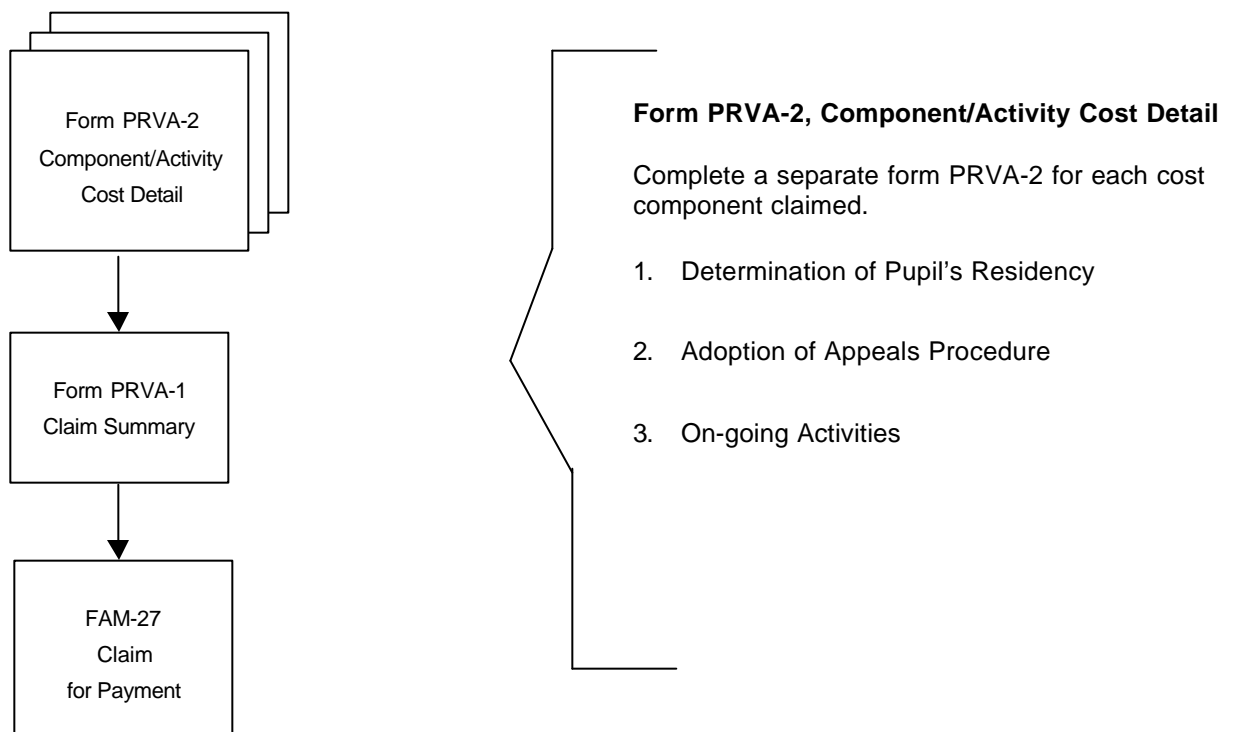 Form PRVA-2
Component/Activity
Cost Detail
Form PRVA-1
Claim Summary
FAM-27
Claim
for Payment
Form PRVA-2, Component/Activity Cost Detail
Complete a separate form PRVA-2 for each cost
component claimed.
1. Determination of Pupil's Residency
2. Adoption of Appeals Procedure
3. On-going Activities